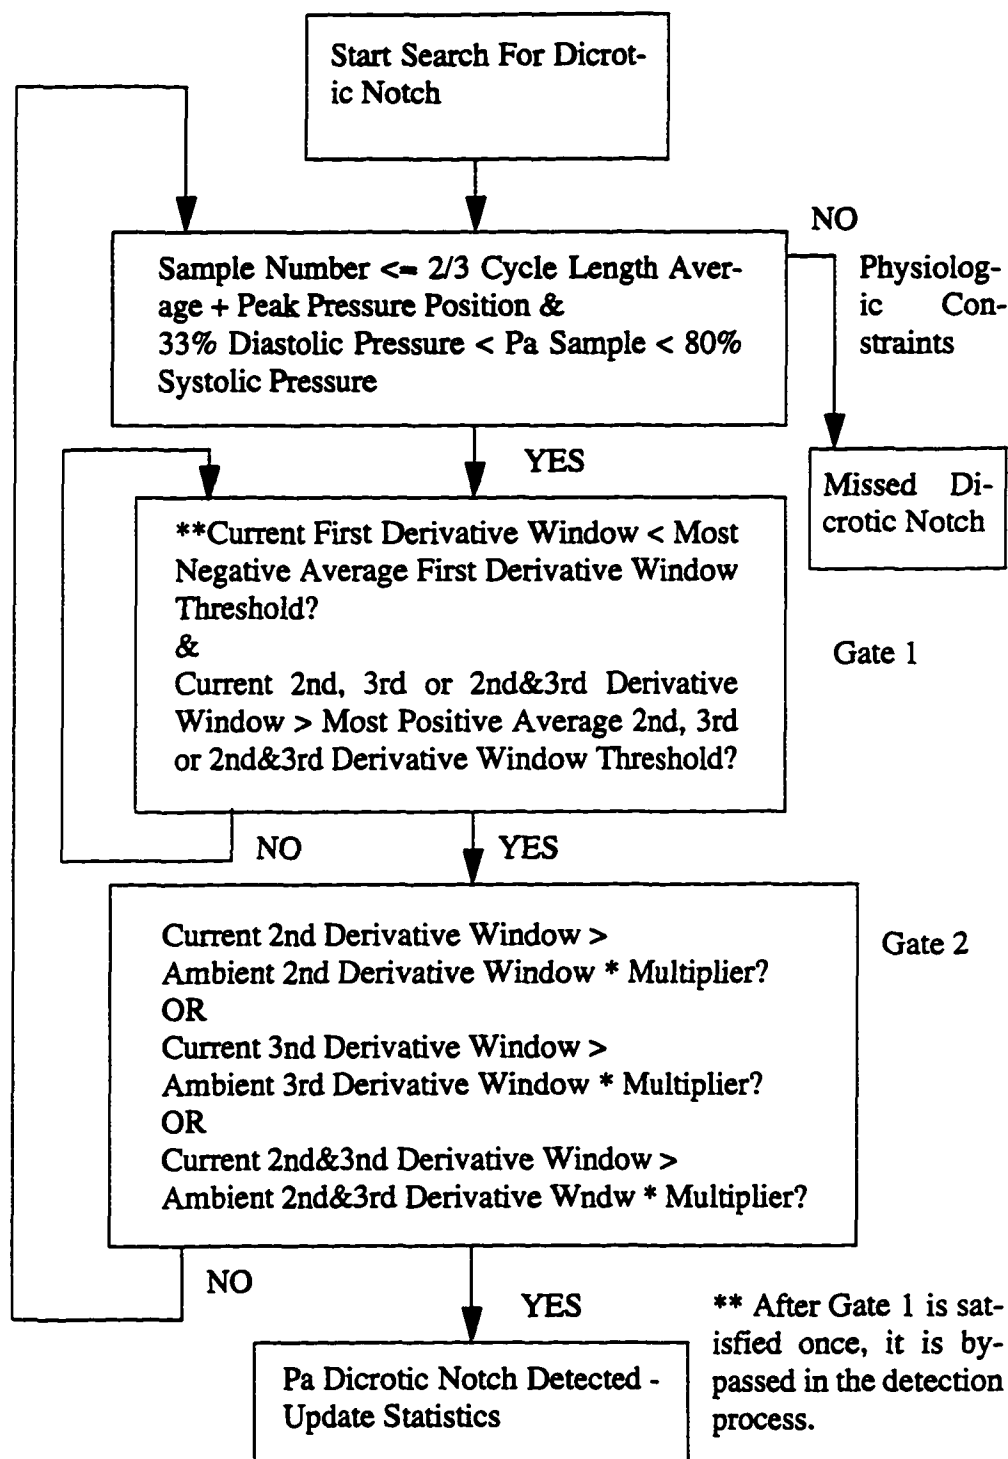 Start Search For Dicrot-
ic Notch
NO
Sample Number <= 2/3 Cycle Length Aver-
age + Peak Pressure Position &
33% Diastolic Pressure < Pa Sample < 80%
Systolic Pressure
Physiolog-
ic Con-
straints
YES
Missed Di-
crotic Notch
**Current First Derivative Window < Most
Negative Average First Derivative Window
Threshold?
&
Current 2nd, 3rd or 2nd&3rd Derivative
Window > Most Positive Average 2nd, 3rd
or 2nd&3rd Derivative Window Threshold?
Gate 1
NO
YES
Current 2nd Derivative Window >
Ambient 2nd Derivative Window * Multiplier?
OR
Current 3nd Derivative Window >
Ambient 3rd Derivative Window * Multiplier?
OR
Current 2nd&3nd Derivative Window >
Ambient 2nd&3rd Derivative Wndw * Multiplier?
Gate 2
NO
YES
Pa Dicrotic Notch Detected -
Update Statistics
** After Gate 1 is sat-
isfied once, it is by-
passed in the detection
process.